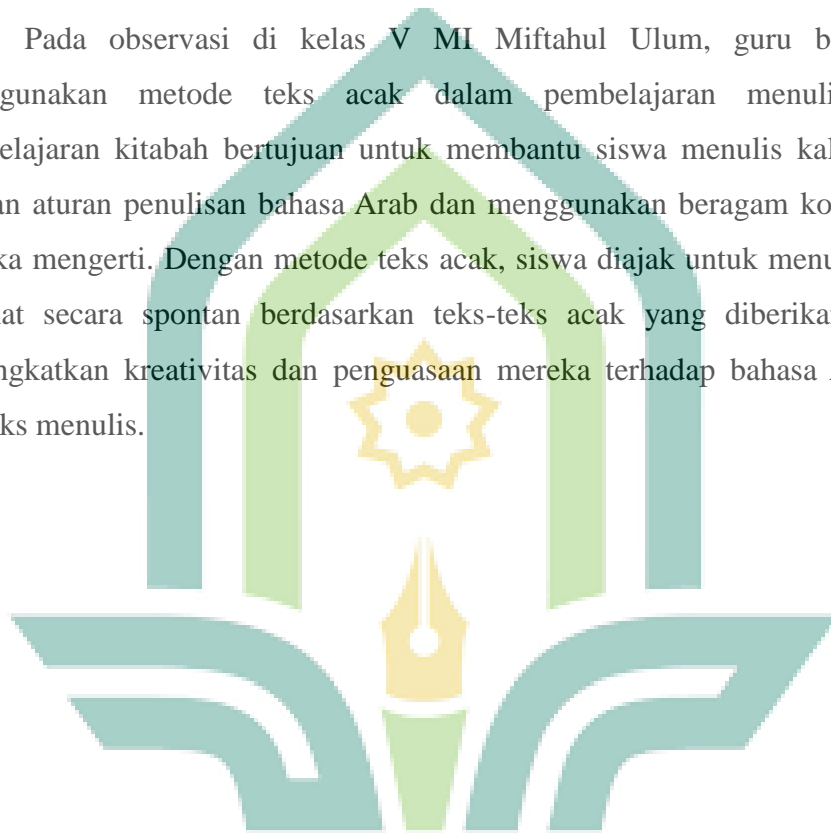 Pada observasi di kelas V MI Miftahul Ulum, guru b
gunakan metode teks acak dalam pembelajaran menuli
elajaran kitabah bertujuan untuk membantu siswa menulis kal
an aturan penulisan bahasa Arab dan menggunakan beragam ko
ka mengerti. Dengan metode teks acak, siswa diajak untuk menu
at secara spontan berdasarkan teks-teks acak yang diberika
ngkatkan kreativitas dan penguasaan mereka terhadap bahasa
ks menulis.